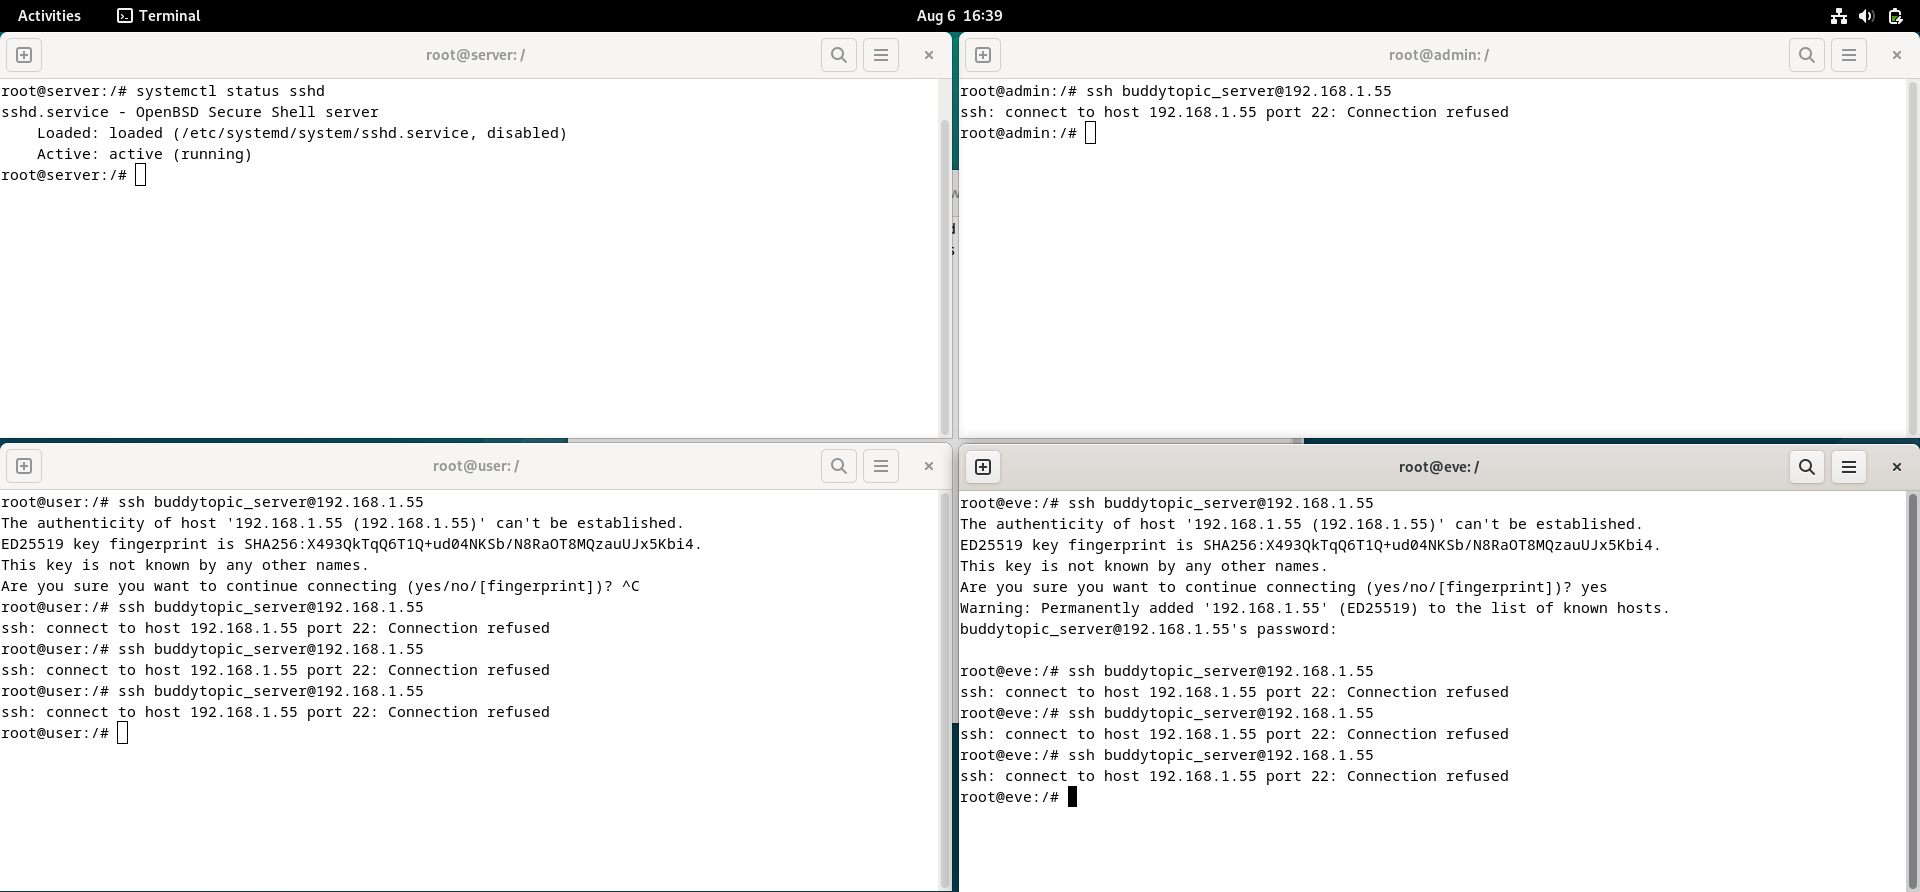 Activities
Terminal
Aug 6 16:39
root@server: /
root@server:/# systemctl status sshd
sshd.service - OpenBSD Secure Shell server
    Loaded: loaded (/etc/systemd/system/sshd.service, disabled)
    Active: active (running)
root@server:/#
root@admin: /
root@admin:/# ssh buddytopic_server@192.168.1.55
ssh: connect to host 192.168.1.55 port 22: Connection refused
root@admin:/#
root@user: /
root@user:/# ssh buddytopic_server@192.168.1.55
The authenticity of host '192.168.1.55 (192.168.1.55)' can't be established.
ED25519 key fingerprint is SHA256:X493QkTqQ6T1Q+ud04NKSb/N8RaOT8MQzauUJx5Kbi4.
This key is not known by any other names.
Are you sure you want to continue connecting (yes/no/[fingerprint])? ^C
root@user:/# ssh buddytopic_server@192.168.1.55
ssh: connect to host 192.168.1.55 port 22: Connection refused
root@user:/# ssh buddytopic_server@192.168.1.55
ssh: connect to host 192.168.1.55 port 22: Connection refused
root@user:/# ssh buddytopic_server@192.168.1.55
ssh: connect to host 192.168.1.55 port 22: Connection refused
root@user:/#
root@eve: /
root@eve:/# ssh buddytopic_server@192.168.1.55
The authenticity of host '192.168.1.55 (192.168.1.55)' can't be established.
ED25519 key fingerprint is SHA256:X493QkTqQ6T1Q+ud04NKSb/N8RaOT8MQzauUJx5Kbi4.
This key is not known by any other names.
Are you sure you want to continue connecting (yes/no/[fingerprint])? yes
Warning: Permanently added '192.168.1.55' (ED25519) to the list of known hosts.
buddytopic_server@192.168.1.55's password:
root@eve:/# ssh buddytopic_server@192.168.1.55
ssh: connect to host 192.168.1.55 port 22: Connection refused
root@eve:/# ssh buddytopic_server@192.168.1.55
ssh: connect to host 192.168.1.55 port 22: Connection refused
root@eve:/# ssh buddytopic_server@192.168.1.55
ssh: connect to host 192.168.1.55 port 22: Connection refused
root@eve:/#